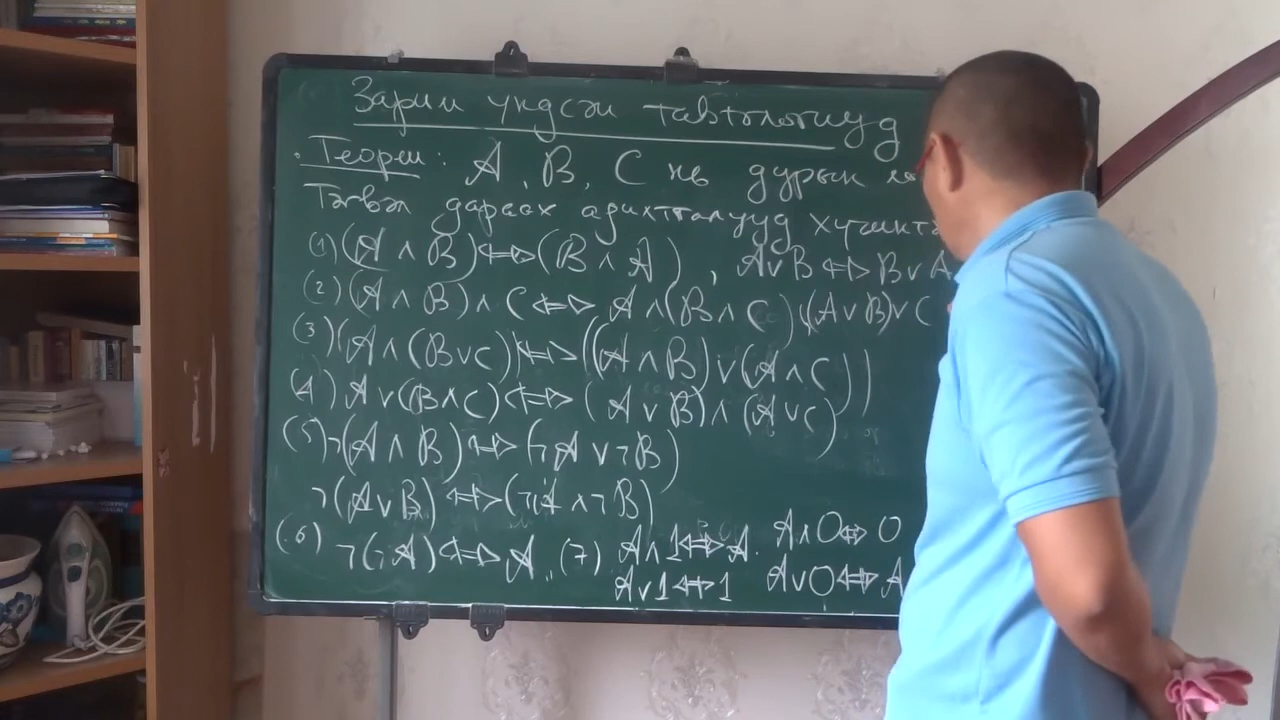 Зарим үндсэн тавтологиуд
Теорем: A, B, C нь дурын
Тэгвэл дараах адилтгалууд хүчинтэ
(1) (A ∧ B) ⇔ (B ∧ A), A∨B ⇔ B∨A
(2) (A ∧ B) ∧ C ⇔ A ∧ (B ∧ C), (A∨B)∨C
(3) (A ∧ (B∨C)) ⇔ ((A ∧ B) ∨ (A ∧ C))
(4) A∨(B∧C) ⇔ (A ∨ B) ∧ (A∨C)
(5) ¬(A ∧ B) ⇔ (¬A ∨ ¬B)
¬(A∨B) ⇔ (¬A ∧ ¬B)
(6) ¬(¬A) ⇔ A. (7) A∧1⇔A. A∧0⇔0
A∨1⇔1 A∨0⇔A